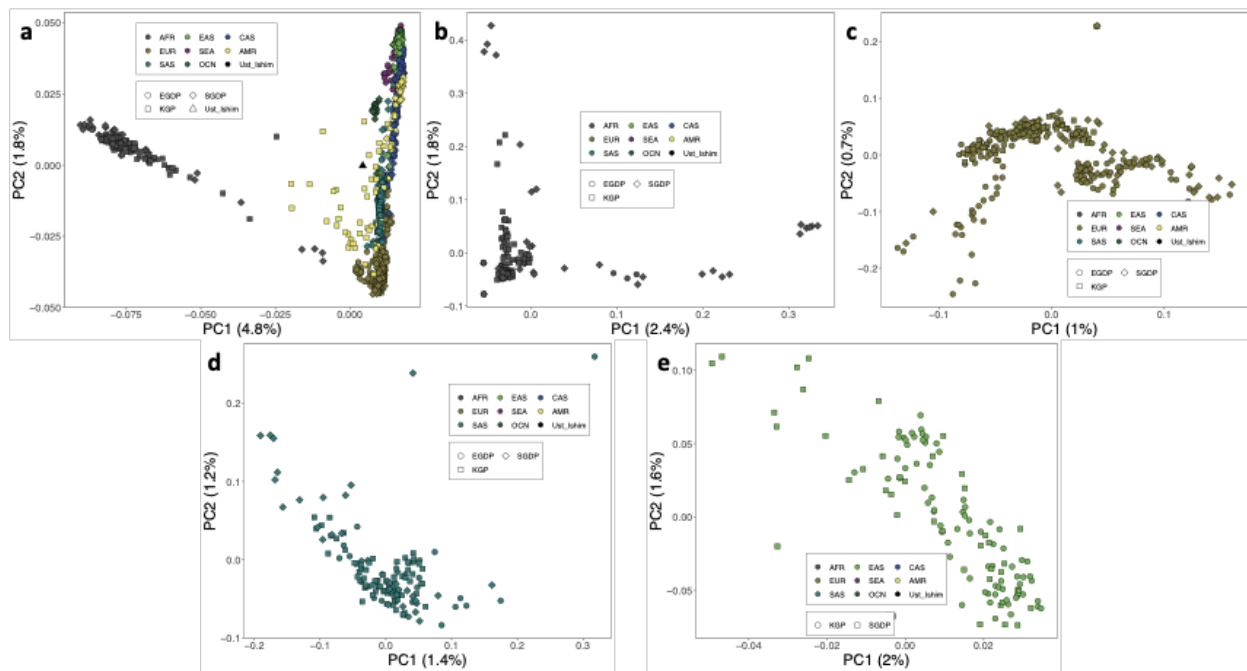 a
0.050
0.025
0.000
−0.025
−0.050
PC2 (1.8%)
AFR EAS CAS
EUR SEA AMR
SAS OCN Ust_Ishim
EGDP SGDP
KGP Ust_Ishim
−0.075 −0.050 −0.025 0.000
PC1 (4.8%)
b
0.4
0.3
0.2
0.1
0.0
−0.1
PC2 (1.8%)
AFR EAS CAS
EUR SEA AMR
SAS OCN Ust_Ishim
EGDP SGDP
KGP
0.0 0.1 0.2 0.3
PC1 (2.4%)
c
0.2
0.1
0.0
−0.1
−0.2
PC2 (0.7%)
AFR EAS CAS
EUR SEA AMR
SAS OCN Ust_Ishim
EGDP SGDP
KGP
−0.1 0.0 0.1
PC1 (1%)
d
0.2
0.1
0.0
−0.1
PC2 (1.2%)
AFR EAS CAS
EUR SEA AMR
SAS OCN Ust_Ishim
EGDP SGDP
KGP
−0.2 −0.1 0.0 0.1 0.2 0.3
PC1 (1.4%)
e
0.10
0.05
0.00
−0.05
PC2 (1.6%)
AFR EAS CAS
EUR SEA AMR
SAS OCN Ust_Ishim
KGP SGDP
−0.04 −0.02 0.00 0.02
PC1 (2%)